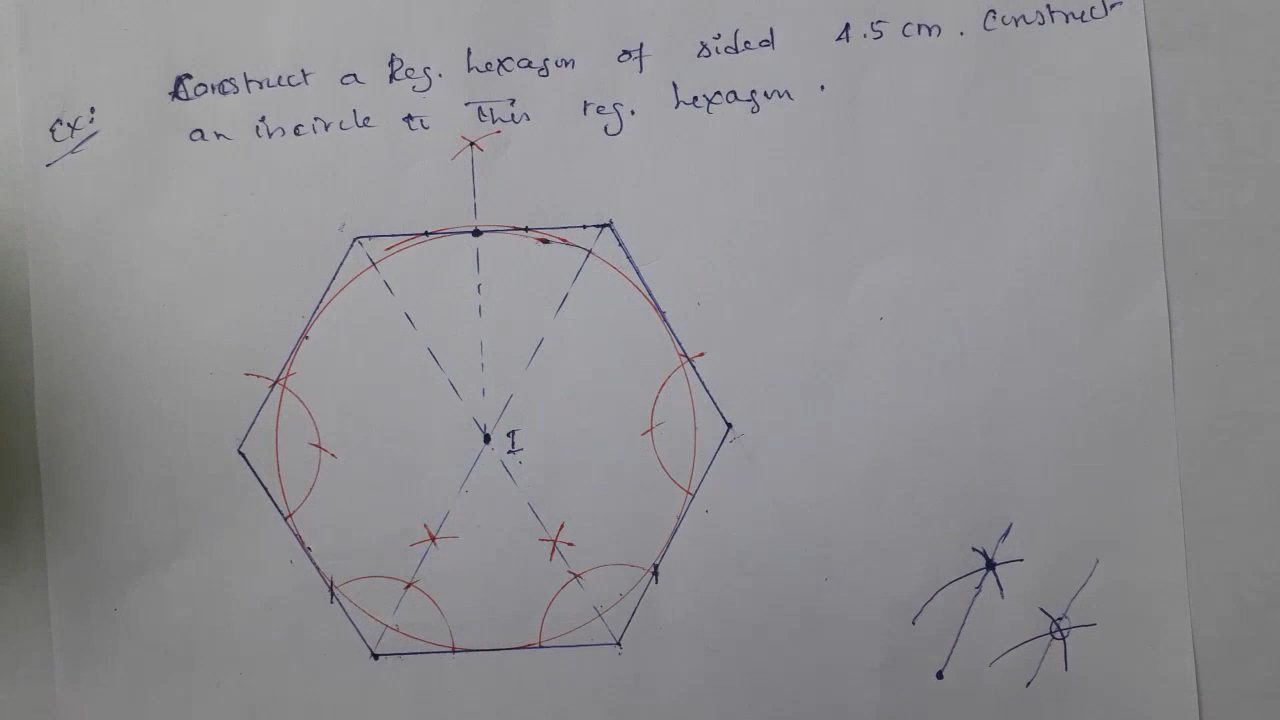 Construct a Reg. hexagon of sided 4.5 cm. Construct
Ex: an incircle to This reg. hexagon.
I